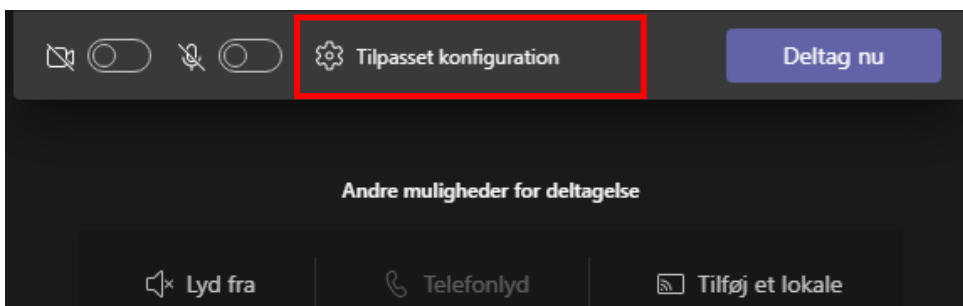 Tilpasset konfiguration
Deltag nu
Andre muligheder for deltagelse
Lyd fra
Telefonlyd
Tilføj et lokale